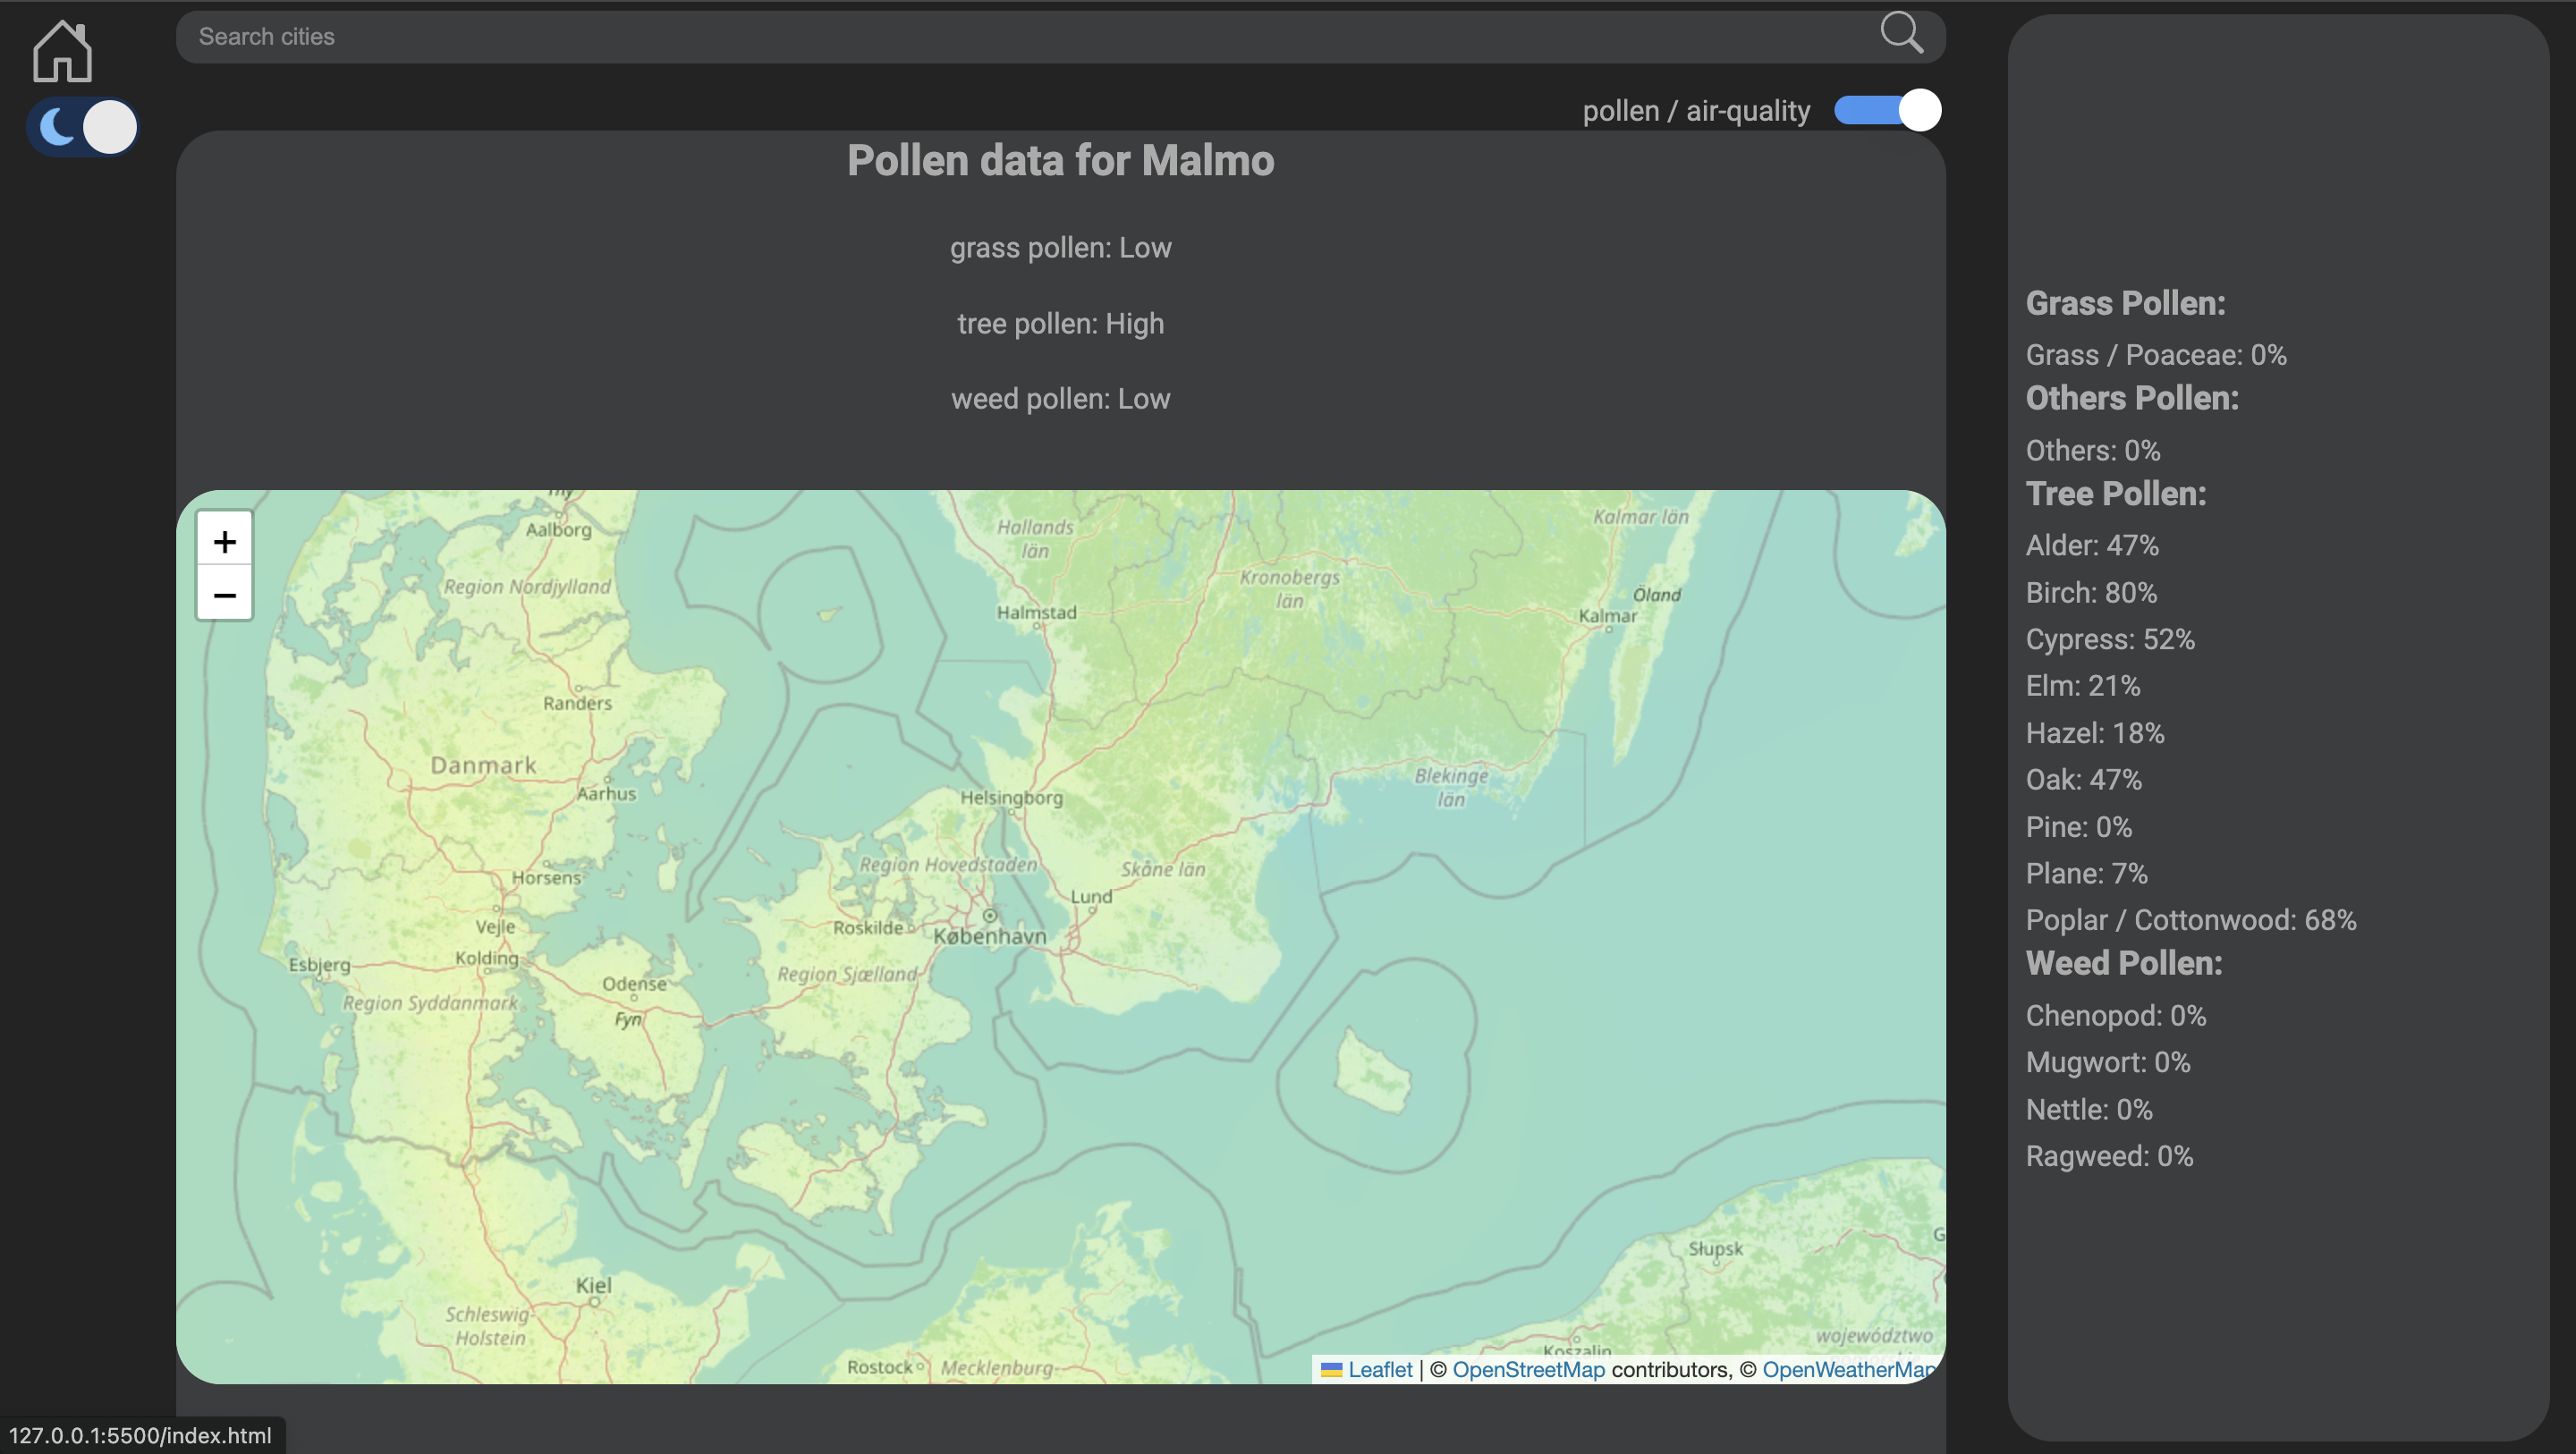 Search cities
pollen / air-quality
Pollen data for Malmo
grass pollen: Low
tree pollen: High
weed pollen: Low
+
−
Aalborg
Hallands
län
Kalmar län
Region Nordjylland
Kronobergs
län
Öland
Halmstad
Kalmar
Randers
Danmark
Aarhus
Helsingborg
Blekinge
län
Region Hovedstaden
Skåne län
Horsens
Lund
Vejle
Roskilde
København
Kolding
Esbjerg
Region Sjælland
Odense
Region Syddanmark
Fyn
Słupsk
Kiel
Schleswig-
Holstein
województwo
Koszalin
Rostock
Mecklenburg-
Leaflet | © OpenStreetMap contributors, © OpenWeatherMap
Grass Pollen:
Grass / Poaceae: 0%
Others Pollen:
Others: 0%
Tree Pollen:
Alder: 47%
Birch: 80%
Cypress: 52%
Elm: 21%
Hazel: 18%
Oak: 47%
Pine: 0%
Plane: 7%
Poplar / Cottonwood: 68%
Weed Pollen:
Chenopod: 0%
Mugwort: 0%
Nettle: 0%
Ragweed: 0%
127.0.0.1:5500/index.html